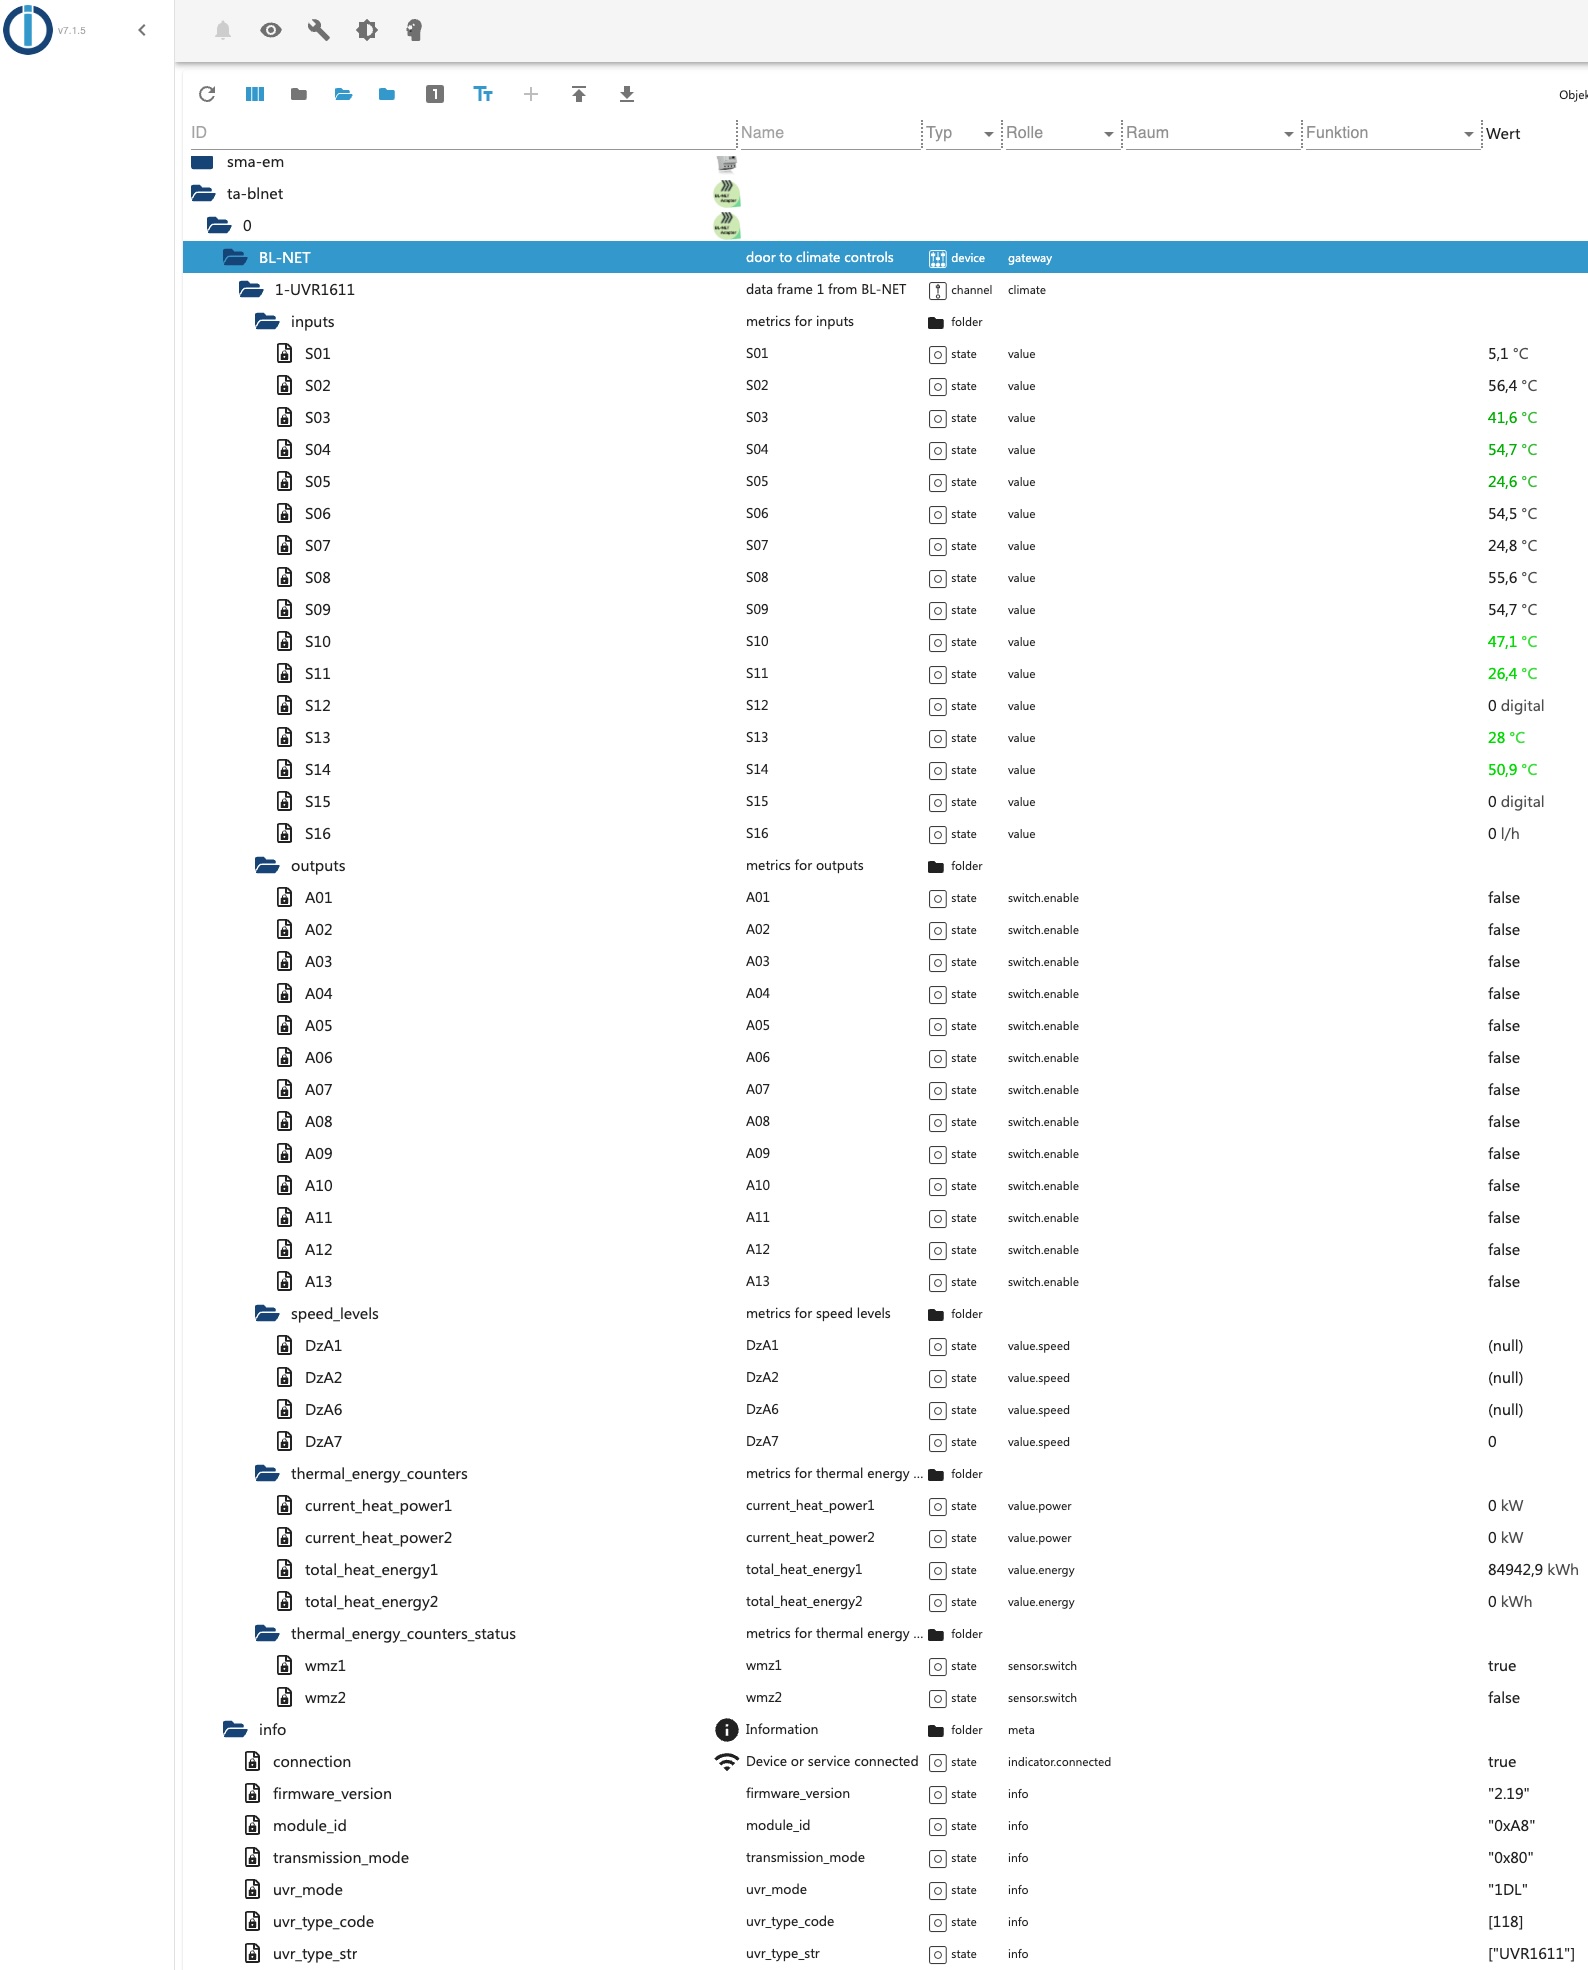 v7.1.5
1
Objek
ID Name Typ Rolle Raum Funktion Wert
sma-em
ta-blnet
0
BL-NET door to climate controls device gateway
1-UVR1611 data frame 1 from BL-NET channel climate
inputs metrics for inputs folder
S01 S01 state value 5,1 °C
S02 S02 state value 56,4 °C
S03 S03 state value 41,6 °C
S04 S04 state value 54,7 °C
S05 S05 state value 24,6 °C
S06 S06 state value 54,5 °C
S07 S07 state value 24,8 °C
S08 S08 state value 55,6 °C
S09 S09 state value 54,7 °C
S10 S10 state value 47,1 °C
S11 S11 state value 26,4 °C
S12 S12 state value 0 digital
S13 S13 state value 28 °C
S14 S14 state value 50,9 °C
S15 S15 state value 0 digital
S16 S16 state value 0 l/h
outputs metrics for outputs folder
A01 A01 state switch.enable false
A02 A02 state switch.enable false
A03 A03 state switch.enable false
A04 A04 state switch.enable false
A05 A05 state switch.enable false
A06 A06 state switch.enable false
A07 A07 state switch.enable false
A08 A08 state switch.enable false
A09 A09 state switch.enable false
A10 A10 state switch.enable false
A11 A11 state switch.enable false
A12 A12 state switch.enable false
A13 A13 state switch.enable false
speed_levels metrics for speed levels folder
DzA1 DzA1 state value.speed (null)
DzA2 DzA2 state value.speed (null)
DzA6 DzA6 state value.speed (null)
DzA7 DzA7 state value.speed 0
thermal_energy_counters metrics for thermal energy ... folder
current_heat_power1 current_heat_power1 state value.power 0 kW
current_heat_power2 current_heat_power2 state value.power 0 kW
total_heat_energy1 total_heat_energy1 state value.energy 84942,9 kWh
total_heat_energy2 total_heat_energy2 state value.energy 0 kWh
thermal_energy_counters_status metrics for thermal energy ... folder
wmz1 wmz1 state sensor.switch true
wmz2 wmz2 state sensor.switch false
info Information folder meta
connection Device or service connected state indicator.connected true
firmware_version firmware_version state info "2.19"
module_id module_id state info "0xA8"
transmission_mode transmission_mode state info "0x80"
uvr_mode uvr_mode state info "1DL"
uvr_type_code uvr_type_code state info [118]
uvr_type_str uvr_type_str state info ["UVR1611"]